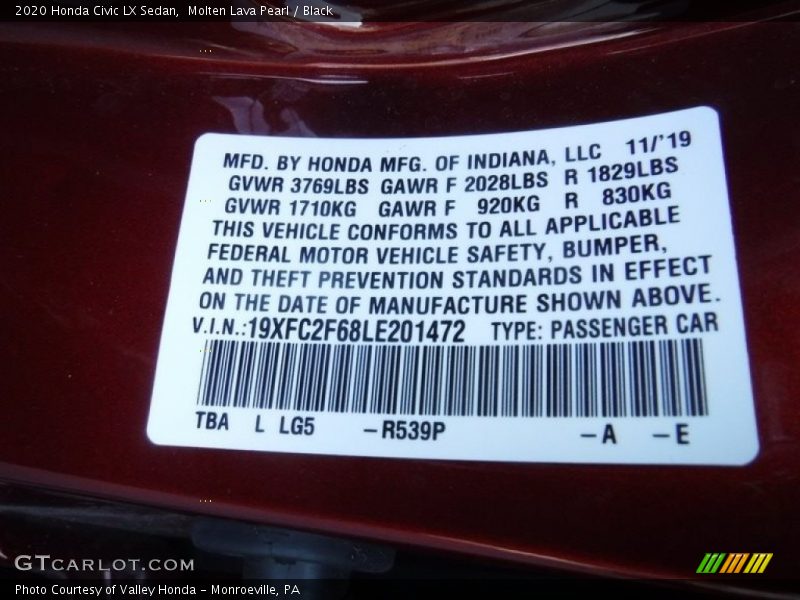 2020 Honda Civic LX Sedan,  Molten Lava Pearl / Black
MFD. BY HONDA MFG. OF INDIANA, LLC 11/'19
GVWR 3769LBS GAWR F 2028LBS R 1829LBS
GVWR 1710KG GAWR F 920KG R 830KG
THIS VEHICLE CONFORMS TO ALL APPLICABLE
FEDERAL MOTOR VEHICLE SAFETY, BUMPER,
AND THEFT PREVENTION STANDARDS IN EFFECT
ON THE DATE OF MANUFACTURE SHOWN ABOVE.
V.I.N.:19XFC2F68LE201472 TYPE: PASSENGER CAR
TBA L LG5 –R539P –A –E
GTCARLOT.COM
Photo Courtesy of Valley Honda – Monroeville, PA